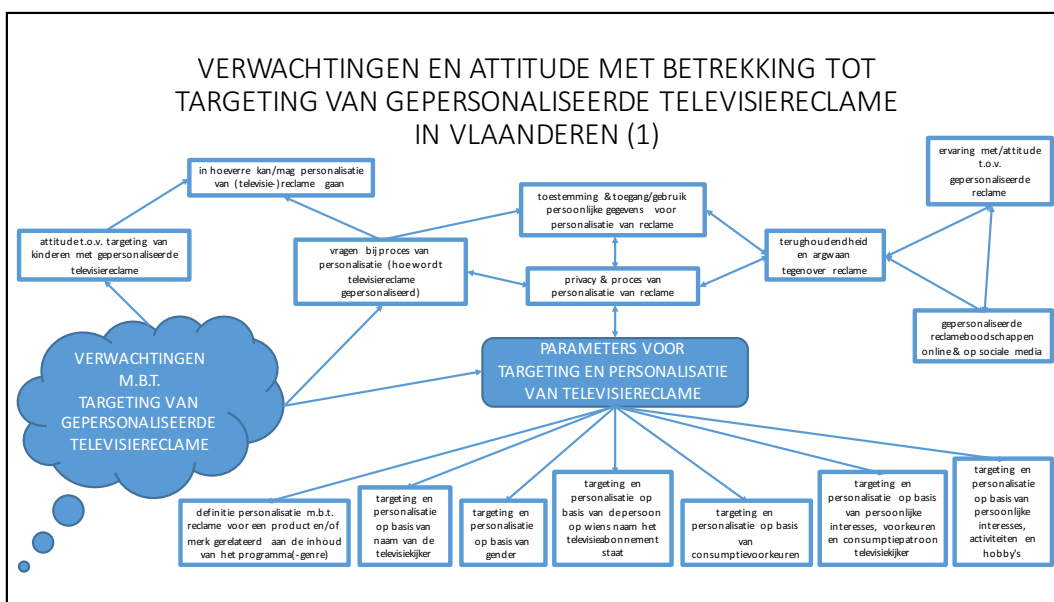 VERWACHTINGEN EN ATTITUDE MET BETREKKING TOT
TARGETING VAN GEPERSONALISEERDE TELEVISIERECLAME
IN VLAANDEREN (1)
in hoeverre kan/mag personalisatie
van (televisie-) reclame gaan
ervaring met/attitude
t.o.v.
gepersonaliseerde
reclame
toestemming & toegang/gebruik
persoonlijke gegevens voor
personalisatie van reclame
attitude t.o.v. targeting van
kinderen met gepersonaliseerde
televisiereclame
vragen bij proces van
personalisatie (hoe wordt
televisiereclame
gepersonaliseerd)
terughoudendheid
en argwaan
tegenover reclame
privacy & proces van
personalisatie van reclame
gepersonaliseerde
reclameboodschappen
online & op sociale media
VERWACHTINGEN
M.B.T.
TARGETING VAN
GEPERSONALISEERDE
TELEVISIERECLAME
PARAMETERS VOOR
TARGETING EN PERSONALISATIE
VAN TELEVISIERECLAME
definitie personalisatie m.b.t.
reclame voor een product en/of
merk gerelateerd aan de inhoud
van het programma(-genre)
targeting en
personalisatie
op basis van
naam van de
televisiekijker
targeting en
personalisatie
op basis van
gender
targeting en
personalisatie op
basis van de persoon
op wiens naam het
televisieabonnement
staat
targeting en
personalisatie op basis
van
consumptievoorkeuren
targeting en
personalisatie op basis
van persoonlijke
interesses, voorkeuren
en consumptiepatroon
televisiekijker
targeting en
personalisatie
op basis van
persoonlijke
interesses,
activiteiten en
hobby's